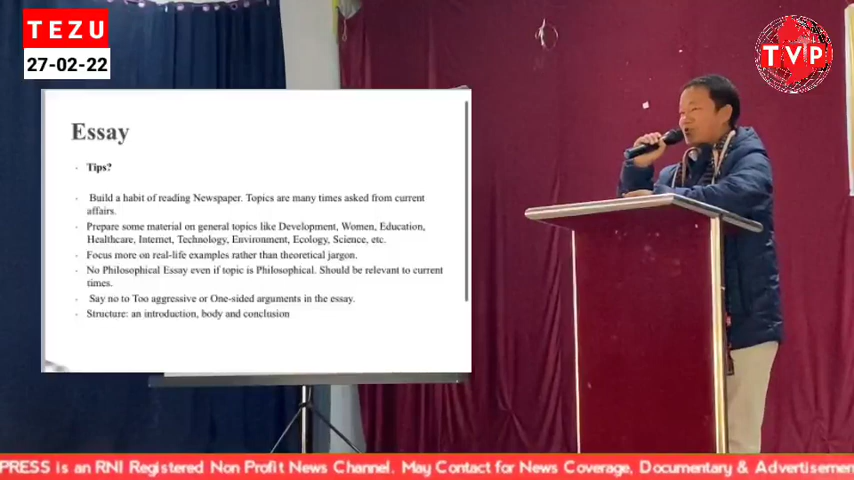 TEZU
27-02-22
TVP
Essay
Tips?
Build a habit of reading Newspaper. Topics are many times asked from current
affairs.
Prepare some material on general topics like Development, Women, Education,
Healthcare, Internet, Technology, Environment, Ecology, Science, etc.
Focus more on real-life examples rather than theoretical jargon.
No Philosophical Essay even if topic is Philosophical. Should be relevant to current
times.
Say no to Too aggressive or One-sided arguments in the essay.
Structure: an introduction, body and conclusion
PRESS is an RNI Registered Non Profit News Channel. May Contact for News Coverage, Documentary & Advertisemen